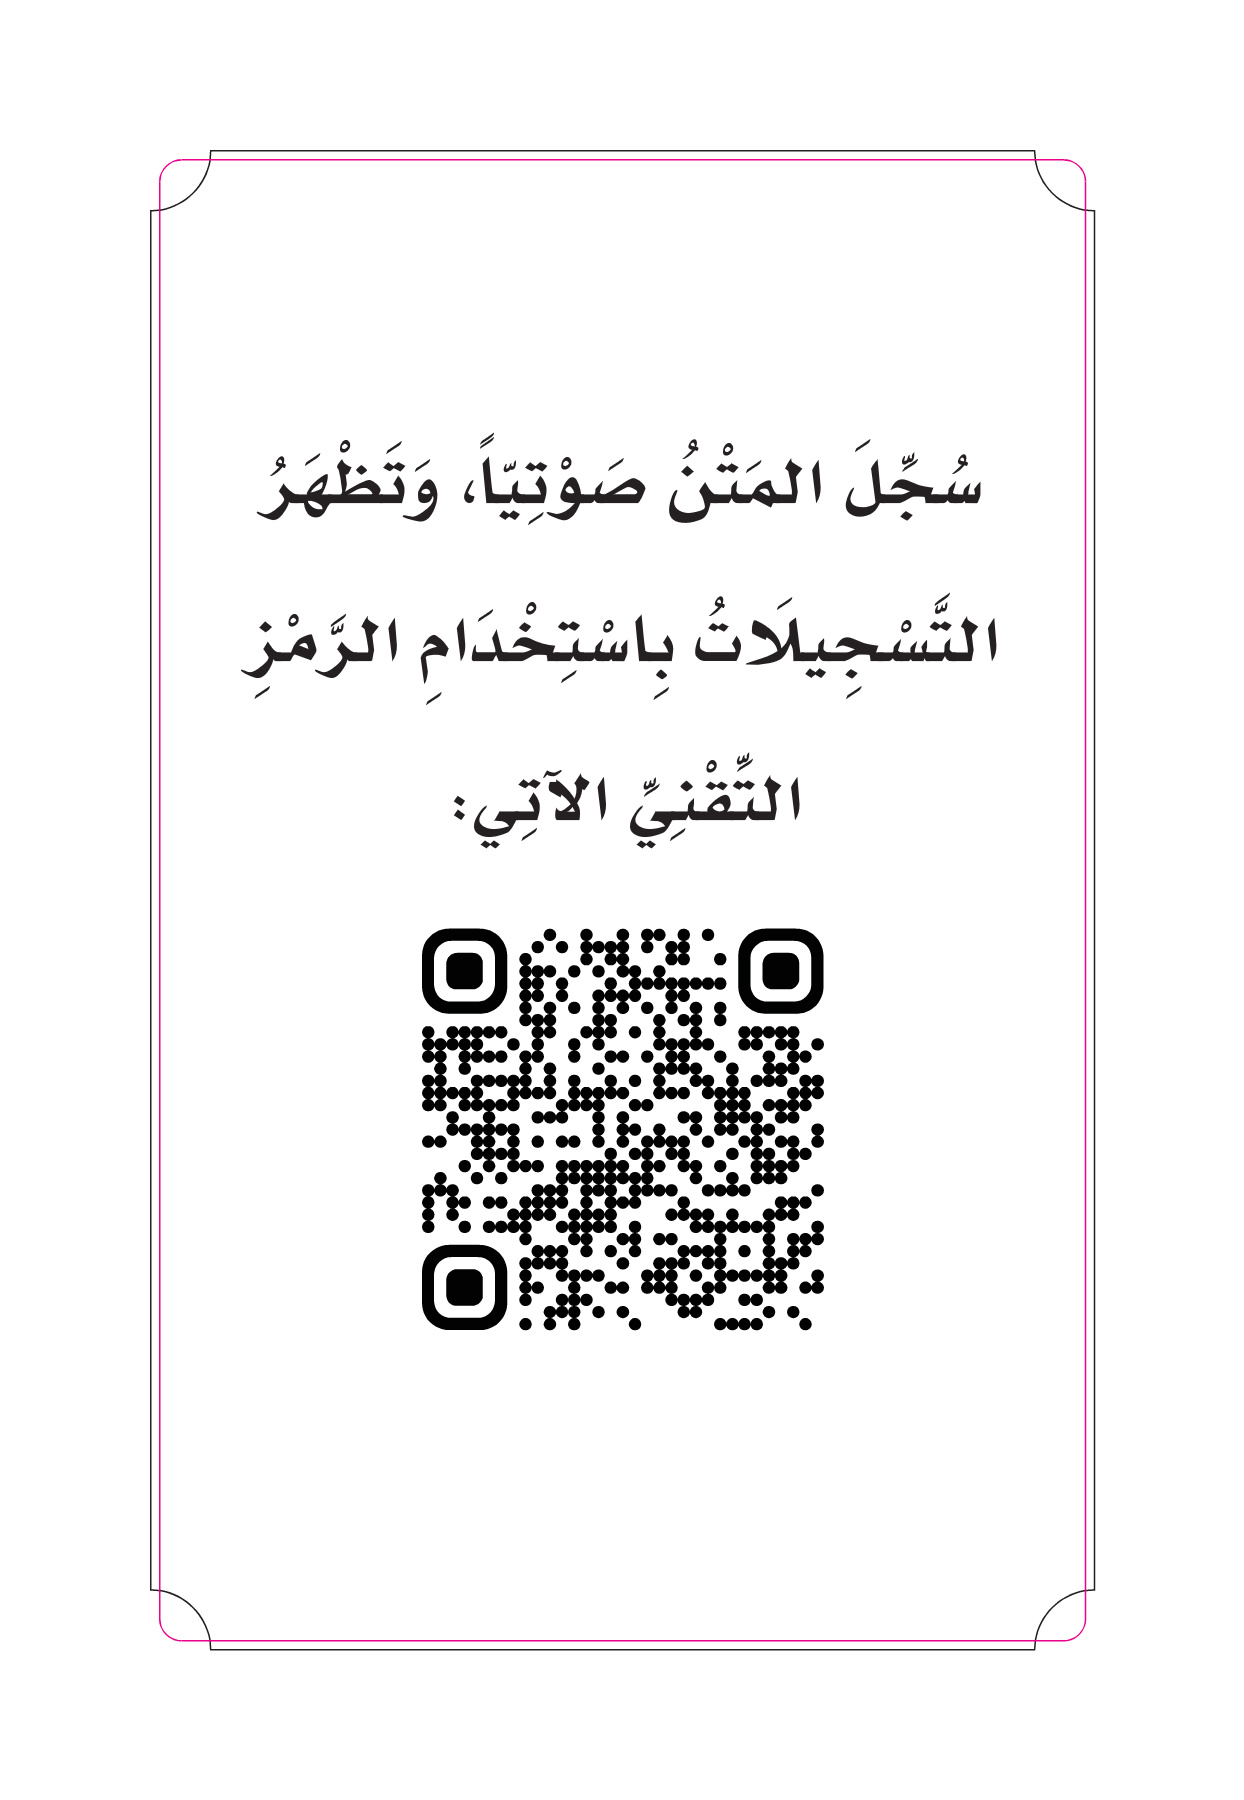 سُجِّلَ المَتْنُ صَوْتِيّاً، وَتَظْهَرُ
التَّسْجِيلَاتُ بِاسْتِخْدَامِ الرَّمْزِ
التِّقْنِيِّ الآتِي: